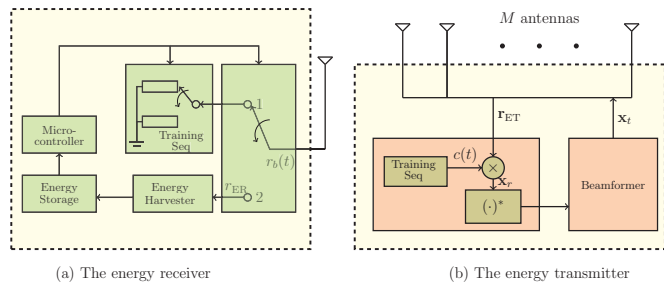 M antennas
1
Training
Seq
Micro-
controller
r_b(t)
r_ER
2
Energy
Storage
Energy
Harvester
r_ET
x_t
c(t)
Training
Seq
×
x_r
(·)*
Beamformer
(a) The energy receiver
(b) The energy transmitter